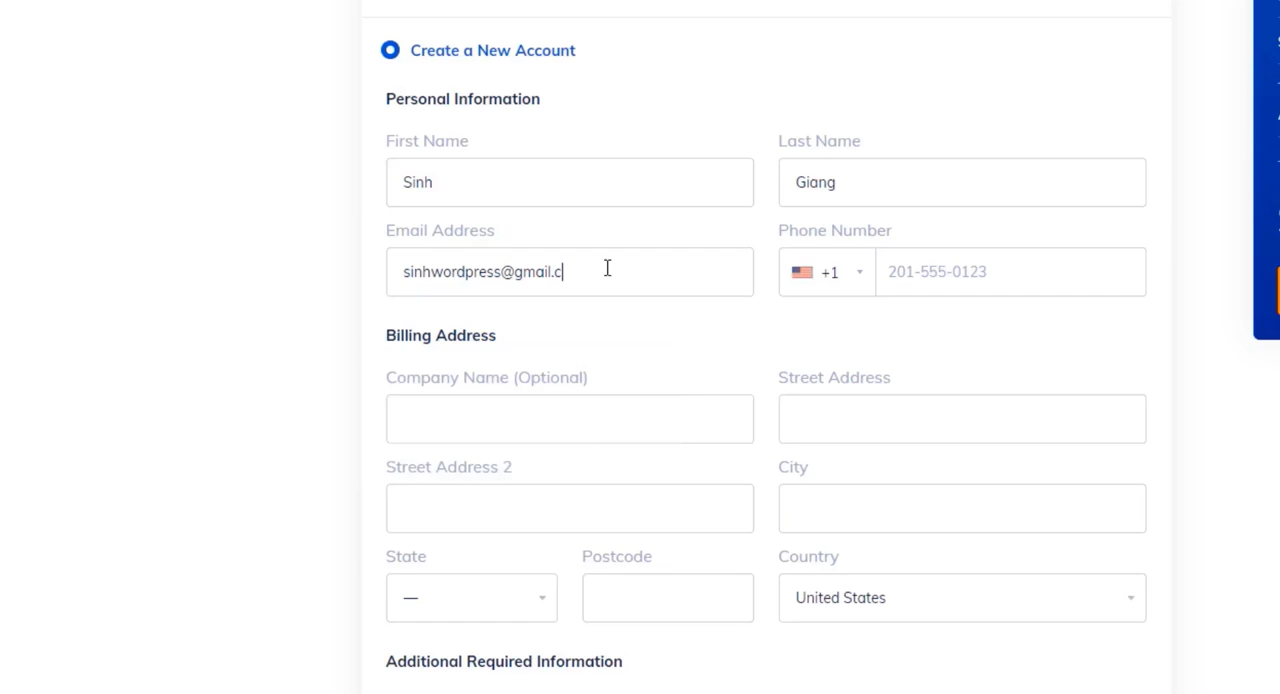 Create a New Account
Personal Information
First Name
Last Name
Sinh
Giang
Email Address
Phone Number
sinhwordpress@gmail.c
+1
201-555-0123
Billing Address
Company Name (Optional)
Street Address
Street Address 2
City
State
Postcode
Country
—
United States
Additional Required Information